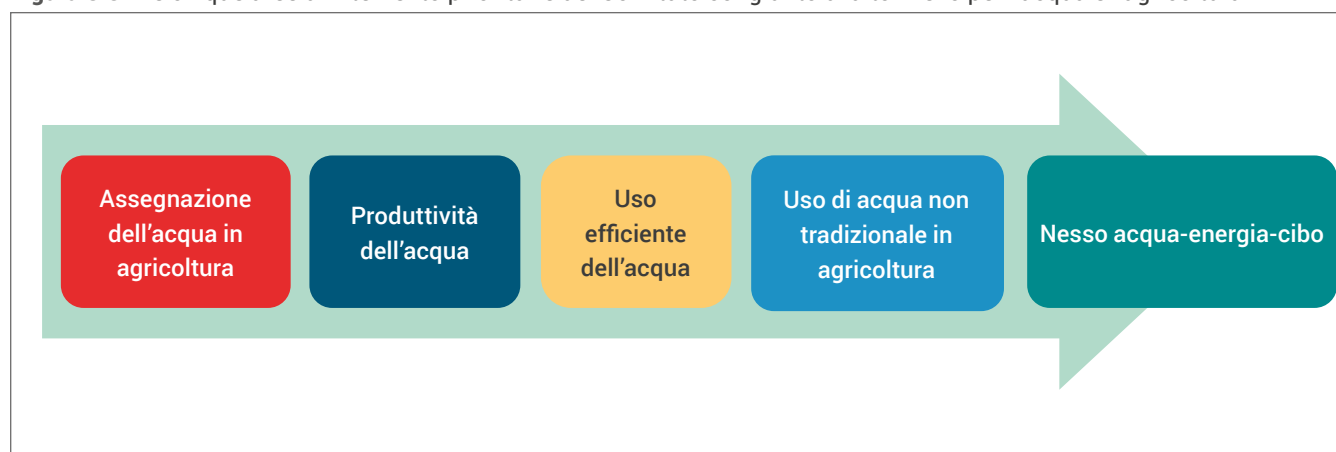 Assegnazione
dell'acqua in
agricoltura
Produttività
dell'acqua
Uso
efficiente
dell'acqua
Uso di acqua non
tradizionale in
agricoltura
Nesso acqua-energia-cibo